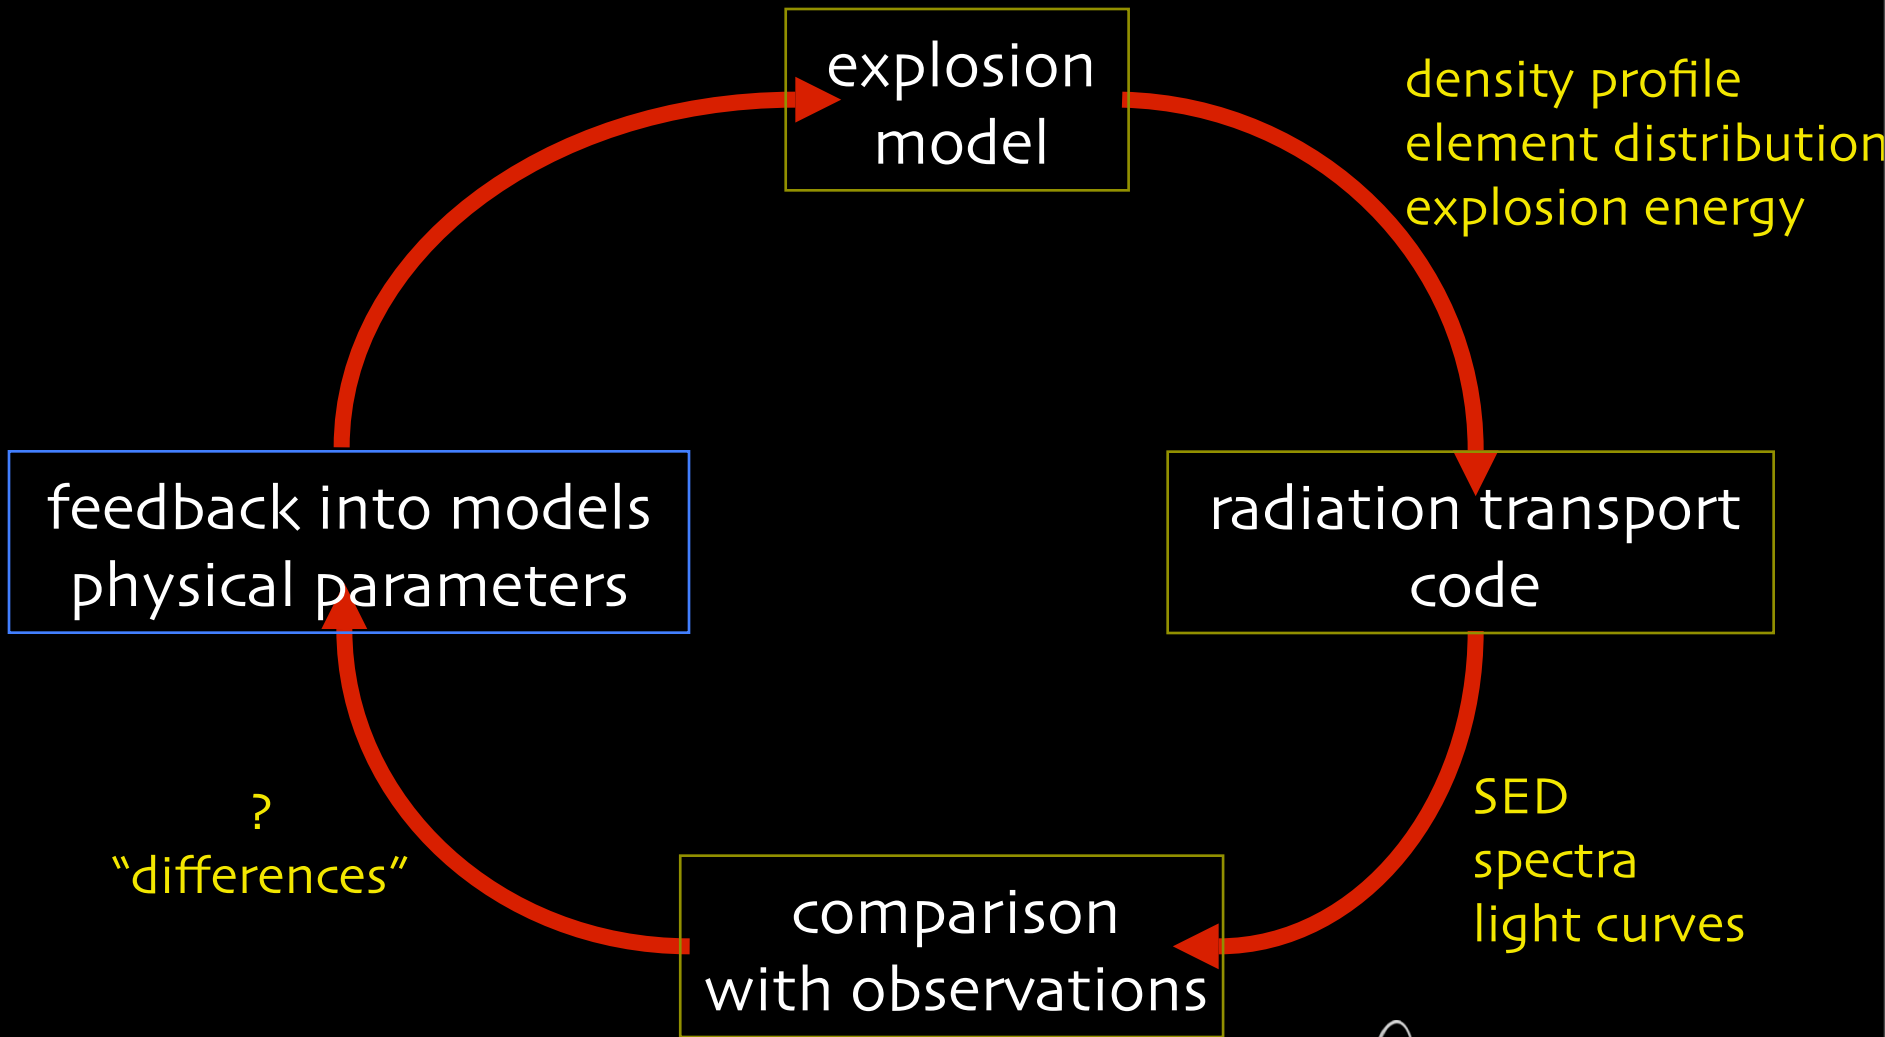 explosion
model
density profile
element distribution
explosion energy
feedback into models
physical parameters
radiation transport
code
?
“differences”
SED
spectra
light curves
comparison
with observations